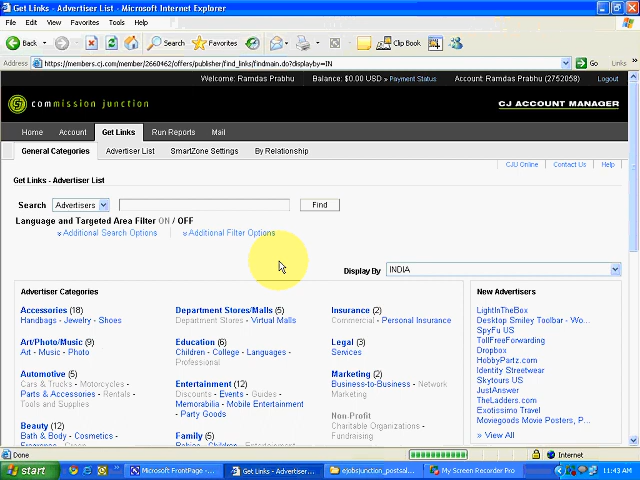 Get Links - Advertiser List - Microsoft Internet Explorer
File Edit View Favorites Tools Help
Back Search Favorites Clip Book
Address https://members.cj.com/member/2660462/offers/publisher/find_links/findmain.do?displayby=IN Go Links
Welcome: Ramdas Prabhu Balance: $0.00 USD » Payment Status Account: Ramdas Prabhu (2752058) Logout
commission junction CJ ACCOUNT MANAGER
Home Account Get Links Run Reports Mail
General Categories Advertiser List SmartZone Settings By Relationship
CJU Online Contact Us Help
Get Links - Advertiser List
Search Advertisers Find
Language and Targeted Area Filter ON / OFF
Additional Search Options | Additional Filter Options
Display By INDIA
Advertiser Categories
Accessories (18)
Handbags - Jewelry - Shoes
Art/Photo/Music (9)
Art - Music - Photo
Automotive (5)
Cars & Trucks - Motorcycles -
Parts & Accessories - Rentals -
Tools and Supplies
Beauty (12)
Bath & Body - Cosmetics -
Department Stores/Malls (5)
Department Stores - Virtual Malls
Education (6)
Children - College - Languages -
Professional
Entertainment (12)
Discounts - Events - Guides -
Memorabilia - Mobile Entertainment
- Party Goods
Family (5)
Insurance (2)
Commercial - Personal Insurance
Legal (3)
Services
Marketing (2)
Business-to-Business - Network
Marketing
Non-Profit
Charitable Organizations -
Fundraising
New Advertisers
LightInTheBox
Desktop Smiley Toolbar - Wo...
SpyFu US
TollFreeForwarding
Dropbox
HobbyPartz.com
Identity Streetwear
Skytours US
JustAnswer
TheLadders.com
Exotissimo Travel
Moviegoods Movie Posters, P...
» View All
Done Internet
start Microsoft FrontPage - ... Get Links - Advertiser... ejobsjunction_postsal... My Screen Recorder Pro 11:43 AM